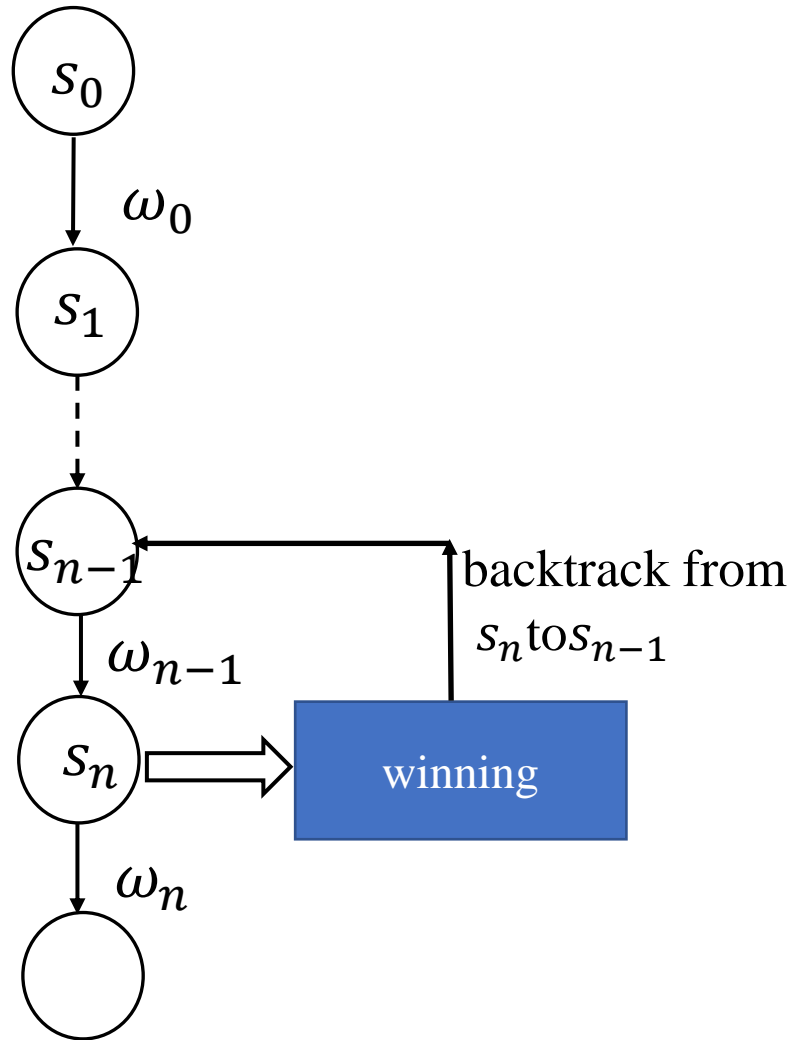 s₀
ω₀
s₁
sₙ₋₁
backtrack from
sₙtosₙ₋₁
ωₙ₋₁
sₙ
winning
ωₙ